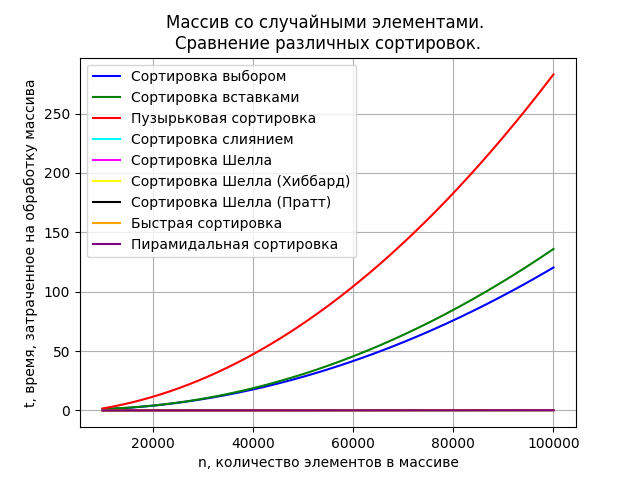 Массив со случайными элементами.
Сравнение различных сортировок.
t, время, затраченное на обработку массива
250
200
150
100
50
0
Сортировка выбором
Сортировка вставками
Пузырьковая сортировка
Сортировка слиянием
Сортировка Шелла
Сортировка Шелла (Хиббард)
Сортировка Шелла (Пратт)
Быстрая сортировка
Пирамидальная сортировка
20000 40000 60000 80000 100000
n, количество элементов в массиве